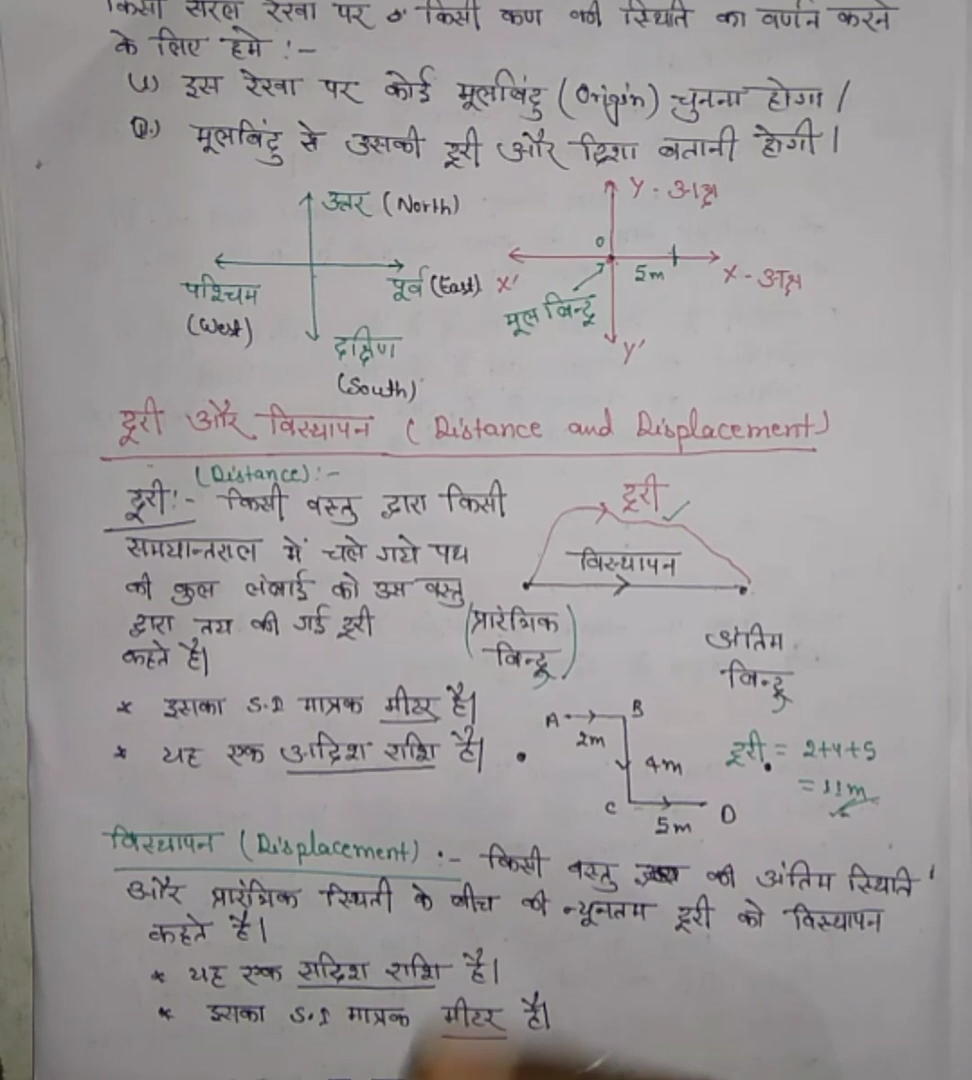 किसी सरल रेखा पर किसी कण की स्थिति का वर्णन करने
के लिए हमे :-
(1) इस रेखा पर कोई मूलबिंदु (Origin) चुनना होगा।
(2.) मूलबिंदु से उसकी दूरी और दिशा बतानी होगी।
उत्तर (North)
पश्चिम
(West)
पूर्व (East)
दक्षिण
(South)
Y - अक्ष
O
5m
X - अक्ष
X'
मूल बिन्दू
Y'
दूरी और विस्थापन (Distance and Displacement)
(Distance) :-
दूरी :- किसी वस्तु द्वारा किसी
समयान्तराल में चले गये पथ
की कुल लंबाई को उस वस्तु
द्वारा तय की गई दूरी
कहते है।
दूरी
विस्थापन
(प्रारंभिक
बिन्दू)
अंतिम
बिन्दू
* इसका S.I मात्रक मीटर है।
* यह एक अदिश राशि है।
A
B
2m
4m
C
D
5m
दूरी = 2+4+5
= 11m
विस्थापन (Displacement) :- किसी वस्तु की अंतिम स्थिति
और प्रारंभिक स्थिती के बीच की न्यूनतम दूरी को विस्थापन
कहते है।
* यह एक सदिश राशि है।
* इसका S.I मात्रक मीटर है।